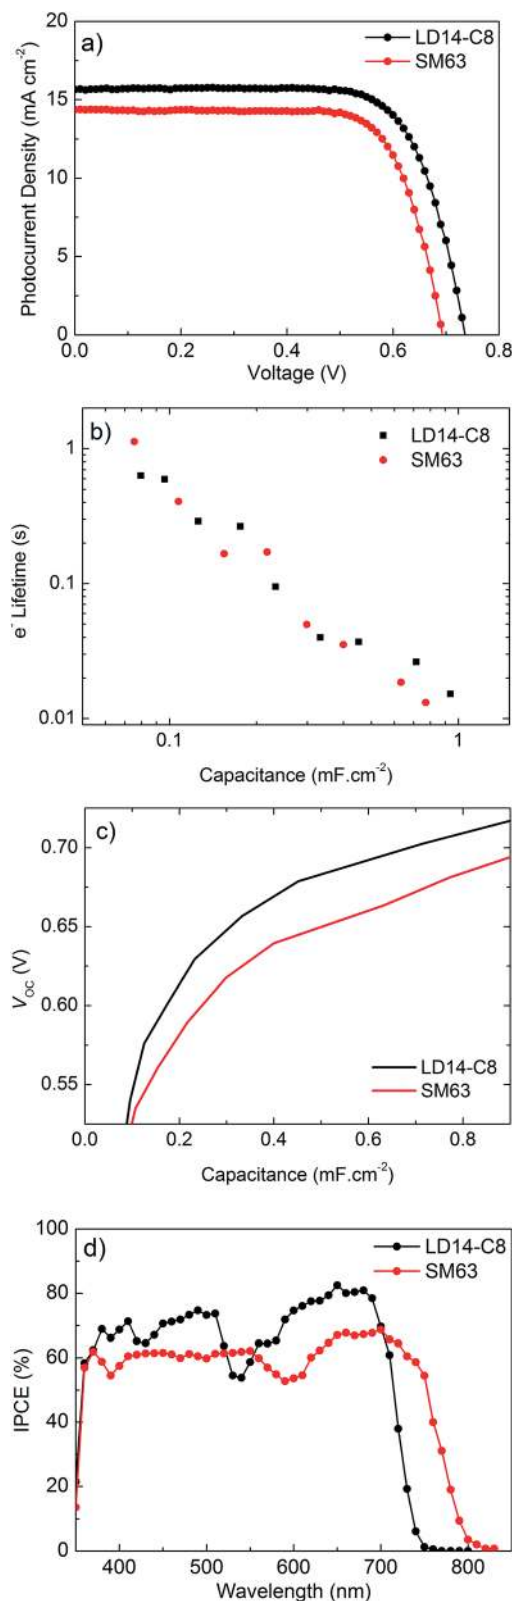 a)
LD14-C8
SM63
20
15
10
5
0
0.0 0.2 0.4 0.6 0.8
Photocurrent Density (mA cm⁻²)
Voltage (V)
b)
LD14-C8
SM63
1
0.1
0.01
0.1 1
e⁻ Lifetime (s)
Capacitance (mF.cm⁻²)
c)
0.70
0.65
0.60
0.55
LD14-C8
SM63
0.0 0.2 0.4 0.6 0.8
V_OC (V)
Capacitance (mF.cm⁻²)
d)
LD14-C8
SM63
100
80
60
40
20
0
400 500 600 700 800
IPCE (%)
Wavelength (nm)